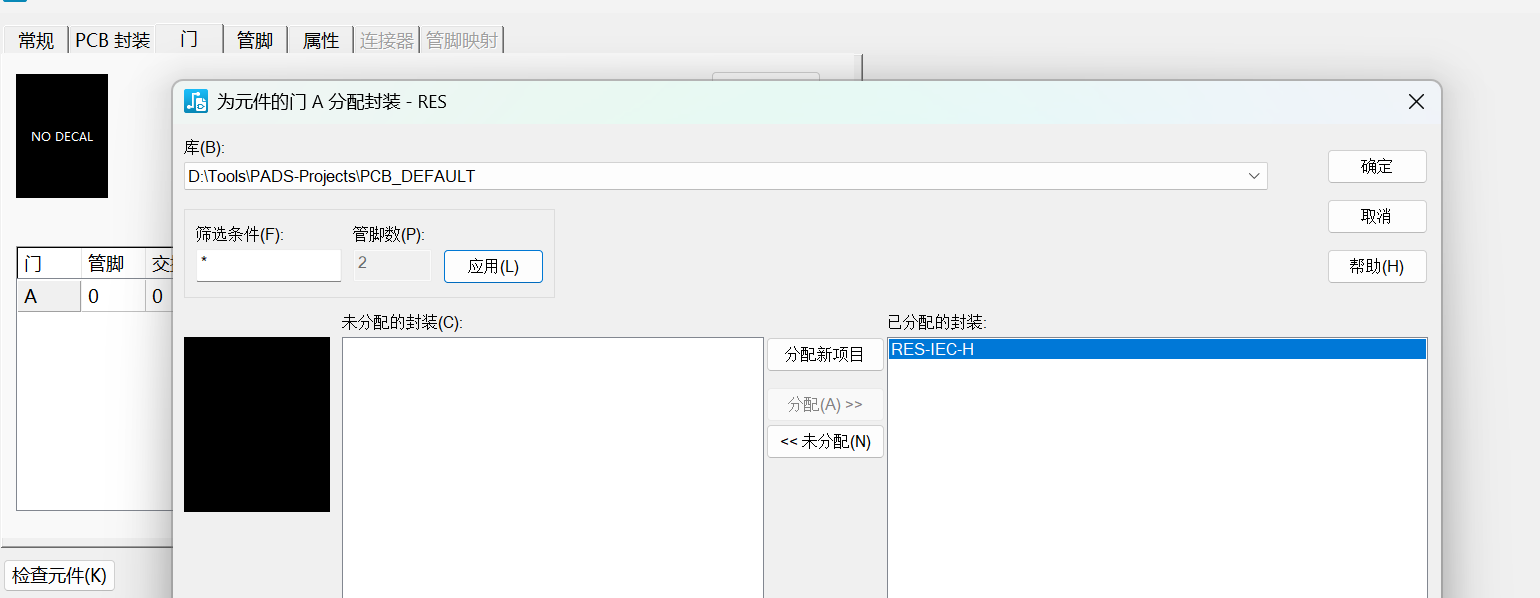 常规 PCB 封装 门 管脚 属性 连接器 管脚映射
NO DECAL
门 管脚
A 0 0
检查元件(K)
为元件的门 A 分配封装 - RES
库(B):
D:\Tools\PADS-Projects\PCB_DEFAULT
确定
取消
帮助(H)
筛选条件(F): 管脚数(P):
* 2 应用(L)
未分配的封装(C):
分配新项目
分配(A) >>
<< 未分配(N)
已分配的封装:
RES-IEC-H